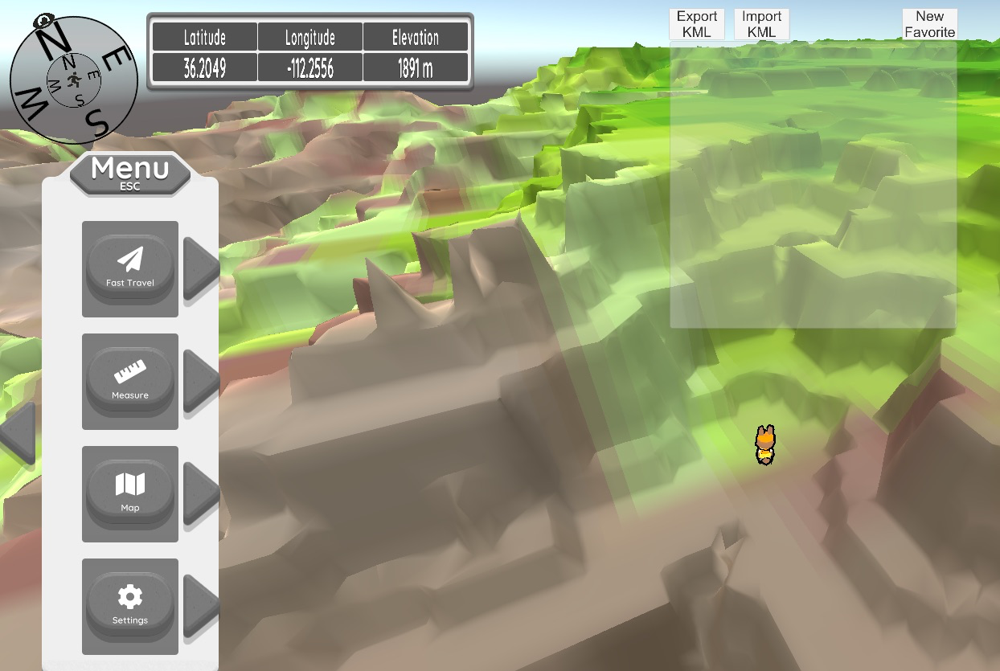 N
E
S
W
N
E
S
W
Latitude Longitude Elevation
36.2049 -112.2556 1891 m
Export
KML
Import
KML
New
Favorite
Menu
ESC
Fast Travel
Measure
Map
Settings